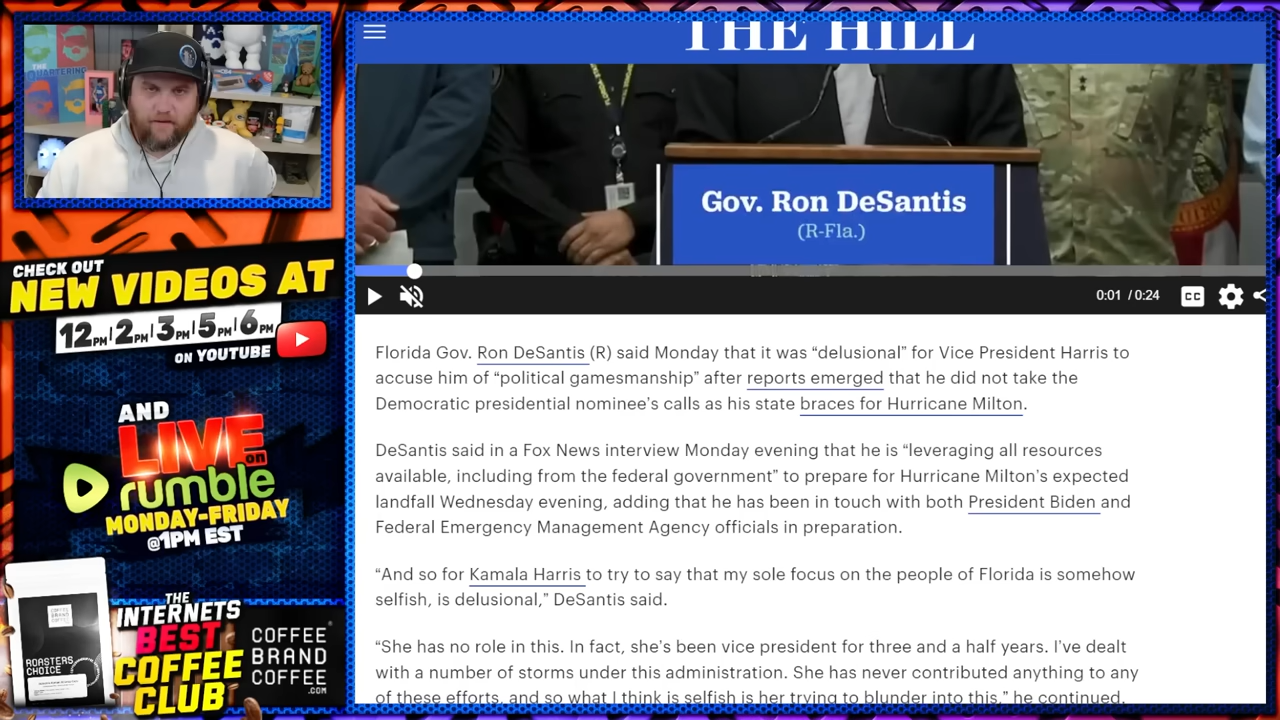 THE HILL
QUARTERING
Gov. Ron DeSantis
(R-Fla.)
0:01 / 0:24
CC
CHECK OUT
NEW VIDEOS AT
12PM|2PM|3PM|5PM|6PM
ON YOUTUBE
AND
LIVE on
rumble
MONDAY-FRIDAY
@1PM EST
THE
INTERNETS
BEST
COFFEE
CLUB
COFFEE
BRAND
COFFEE
.COM
ROASTERS
CHOICE
Florida Gov. Ron DeSantis (R) said Monday that it was “delusional” for Vice President Harris to
accuse him of “political gamesmanship” after reports emerged that he did not take the
Democratic presidential nominee’s calls as his state braces for Hurricane Milton.
DeSantis said in a Fox News interview Monday evening that he is “leveraging all resources
available, including from the federal government” to prepare for Hurricane Milton’s expected
landfall Wednesday evening, adding that he has been in touch with both President Biden and
Federal Emergency Management Agency officials in preparation.
“And so for Kamala Harris to try to say that my sole focus on the people of Florida is somehow
selfish, is delusional,” DeSantis said.
“She has no role in this. In fact, she’s been vice president for three and a half years. I’ve dealt
with a number of storms under this administration. She has never contributed anything to any
of these efforts, and so what I think is selfish is her trying to blunder into this,” he continued.